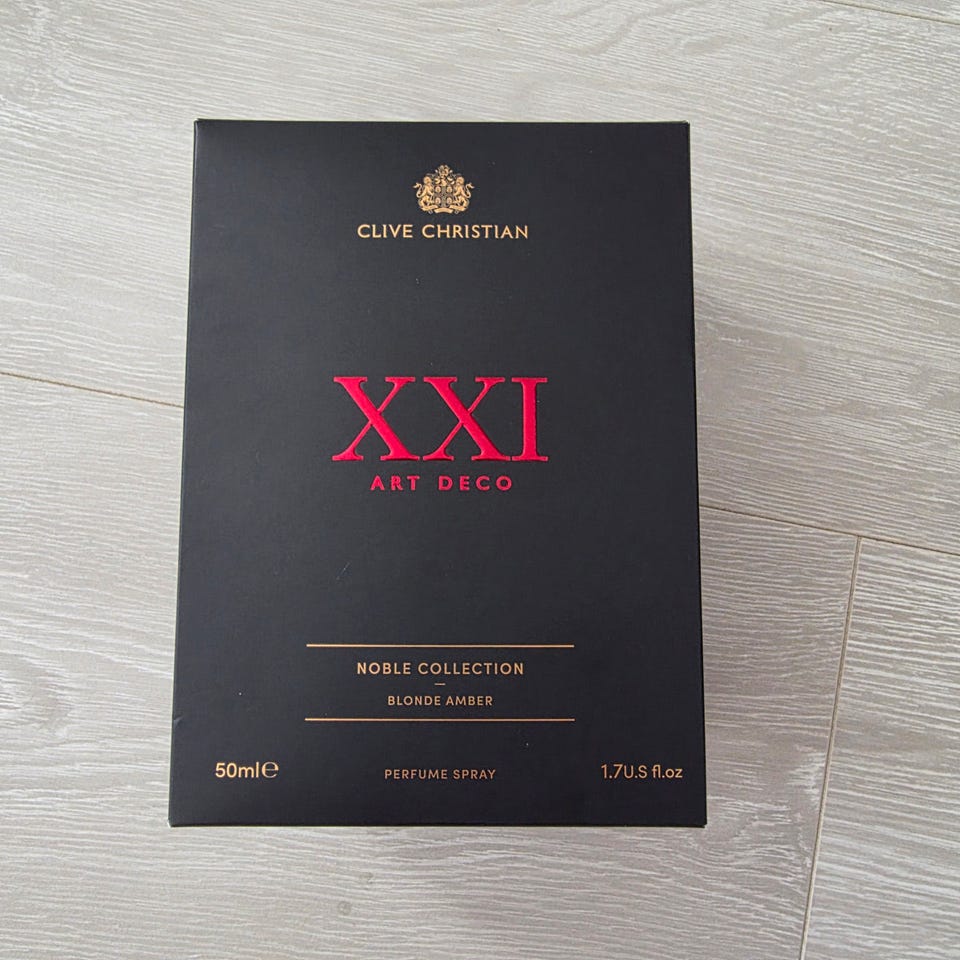 CLIVE CHRISTIAN
XXI
ART DECO
NOBLE COLLECTION
BLONDE AMBER
50ml℮
PERFUME SPRAY
1.7U.S fl.oz